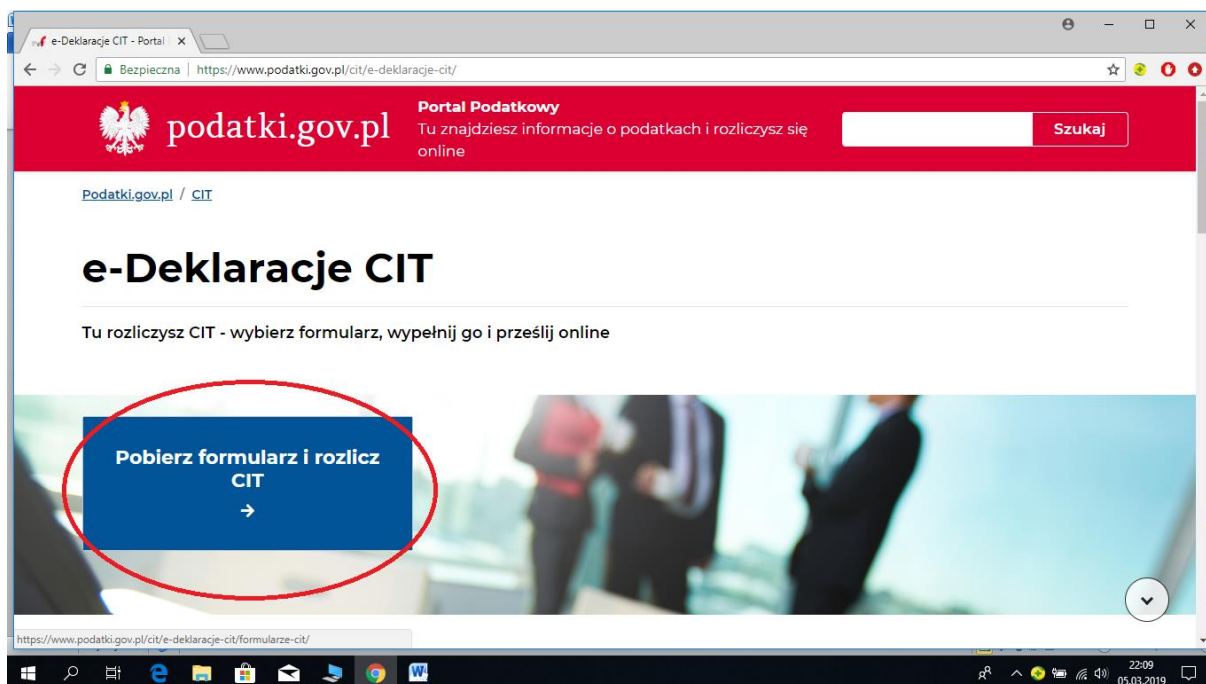 e-Deklaracje CIT - Portal
Bezpieczna | https://www.podatki.gov.pl/cit/e-deklaracje-cit/
podatki.gov.pl
Portal Podatkowy
Tu znajdziesz informacje o podatkach i rozliczysz się
online
Szukaj
Podatki.gov.pl / CIT
e-Deklaracje CIT
Tu rozliczysz CIT - wybierz formularz, wypełnij go i prześlij online
Pobierz formularz i rozlicz
CIT
https://www.podatki.gov.pl/cit/e-deklaracje-cit/formularze-cit/
22:09
05.03.2019